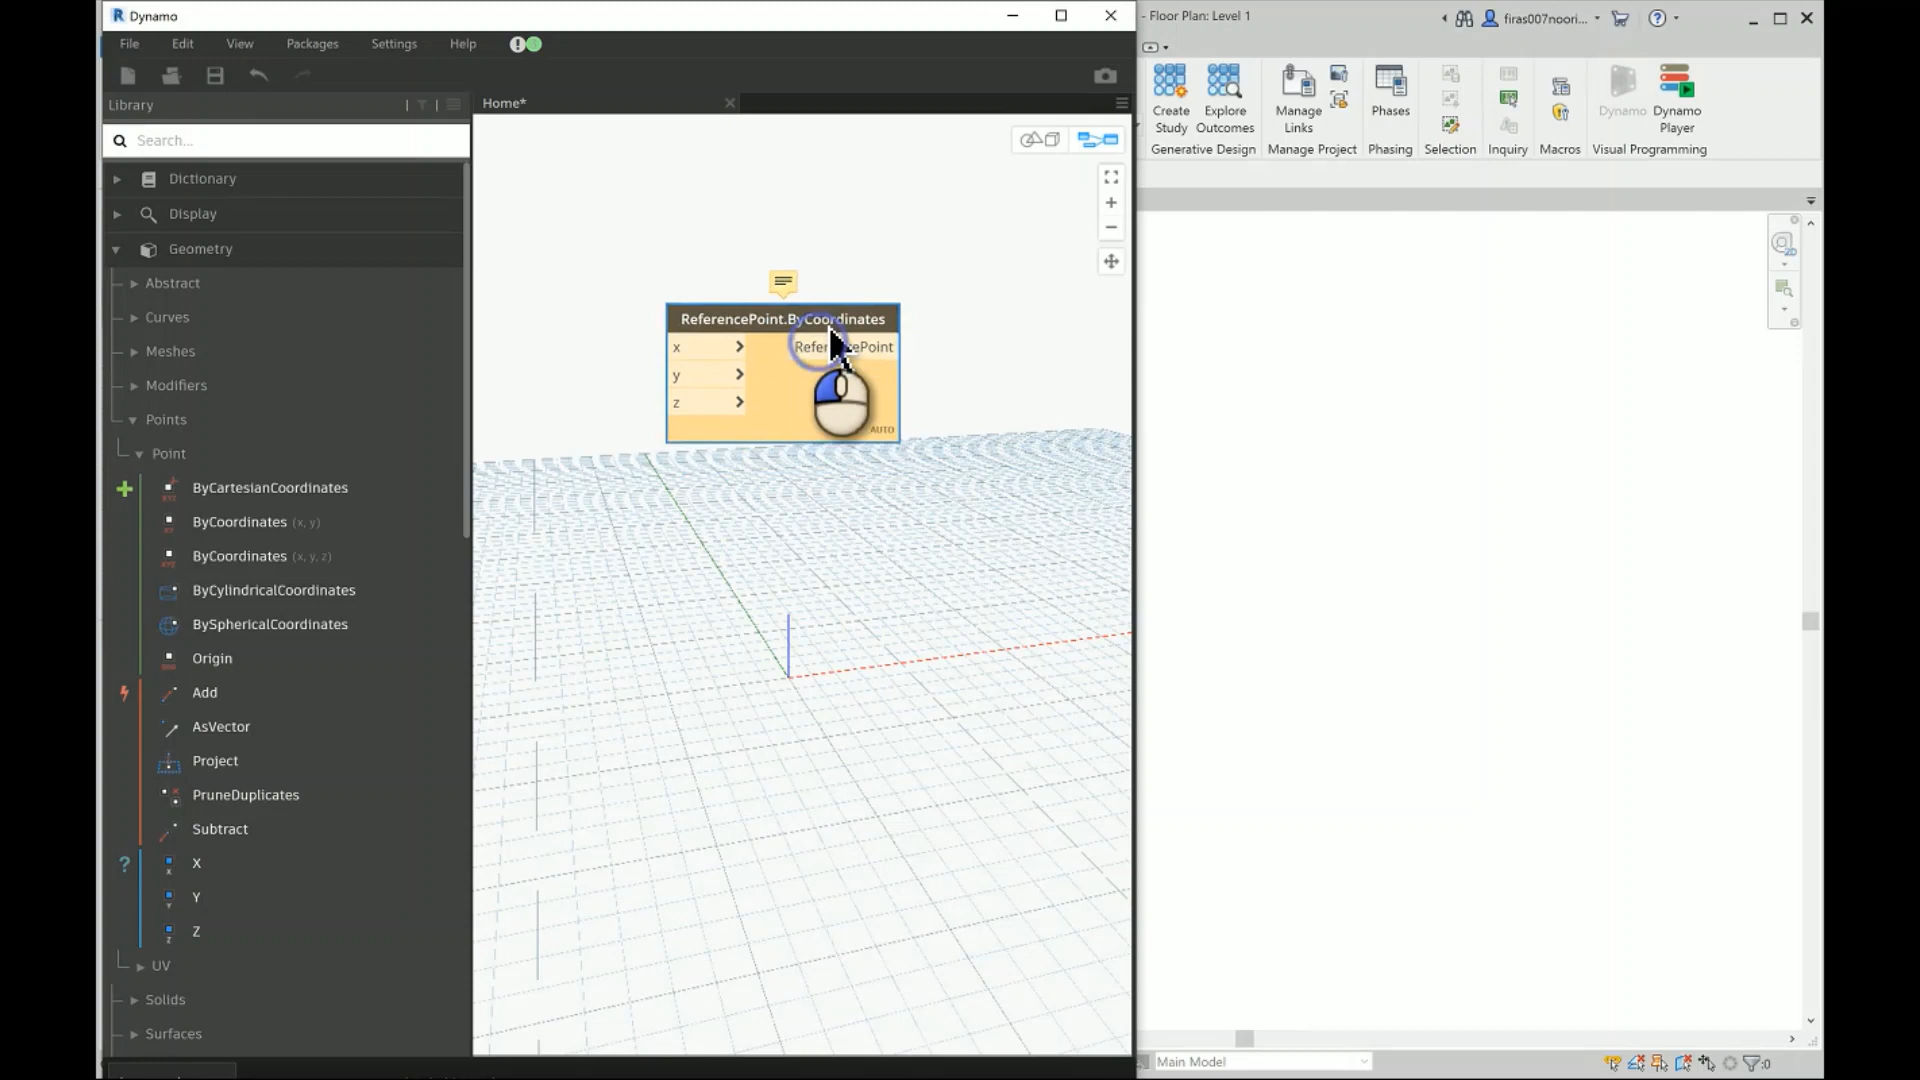 Dynamo
File Edit View Packages Settings Help
Library
Home*
Search...
Dictionary
Display
Geometry
Abstract
Curves
Meshes
Modifiers
Points
Point
ByCartesianCoordinates
ByCoordinates (x, y)
ByCoordinates (x, y, z)
ByCylindricalCoordinates
BySphericalCoordinates
Origin
Add
AsVector
Project
PruneDuplicates
Subtract
X
Y
Z
UV
Solids
Surfaces
ReferencePoint.ByCoordinates
x
y
z
AUTO
- Floor Plan: Level 1
firas007noori...
Create Study
Explore Outcomes
Manage Links
Phases
Dynamo
Dynamo Player
Generative Design
Manage Project
Phasing
Selection
Inquiry
Macros
Visual Programming
Main Model
:0